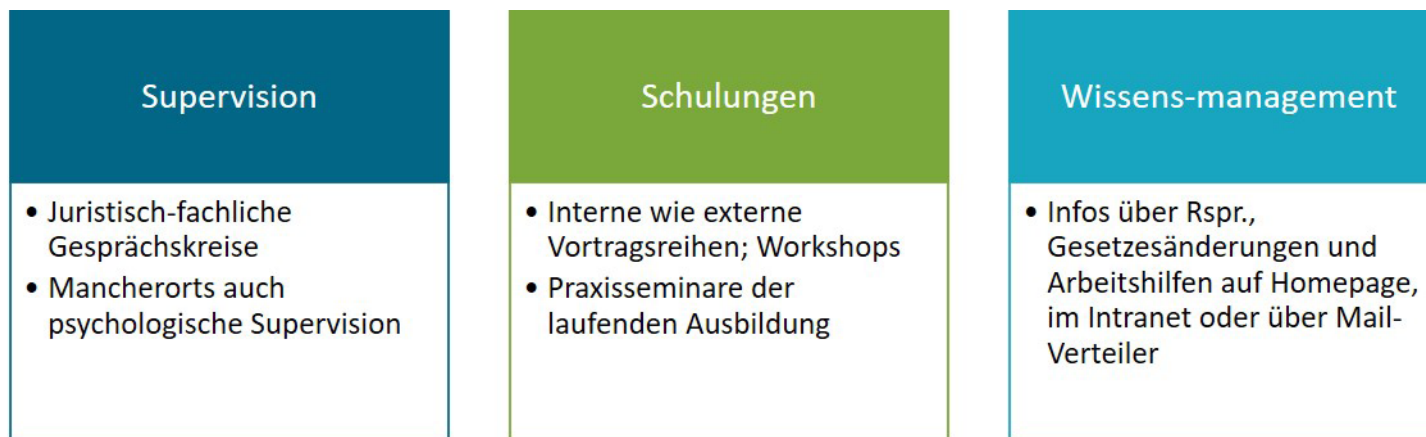 Supervision
• Juristisch-fachliche
Gesprächskreise
• Mancherorts auch
psychologische Supervision
Schulungen
• Interne wie externe
Vortragsreihen; Workshops
• Praxisseminare der
laufenden Ausbildung
Wissens-management
• Infos über Rspr.,
Gesetzesänderungen und
Arbeitshilfen auf Homepage,
im Intranet oder über Mail-
Verteiler